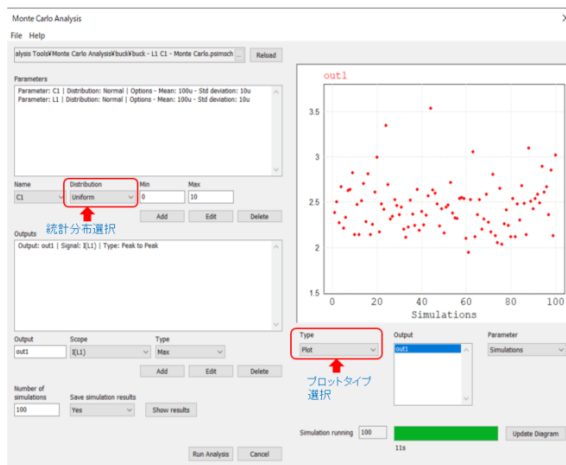 Monte Carlo Analysis
File Help
alysis Tools¥Monte Carlo Analysis¥buck¥buck - L1 C1 - Monte Carlo.psimsch ... Reload
Parameters
Parameter: C1 | Distribution: Normal | Options - Mean: 100u - Std deviation: 10u
Parameter: L1 | Distribution: Normal | Options - Mean: 100u - Std deviation: 10u
Name Distribution Min Max
C1 Uniform 0 10
統計分布選択
Add Edit Delete
Outputs
Output: out1 | Signal: I(L1) | Type: Peak to Peak
Output Scope Type
out1 I(L1) Max
Add Edit Delete
Number of
simulations Save simulation results
100 Yes Show results
Run Analysis Cancel
out1
3.5
3
2.5
2
1.5
0 20 40 60 80 100
Simulations
Type Output Parameter
Plot out1 Simulations
プロットタイプ
選択
Simulation running 100 Update Diagram
11s